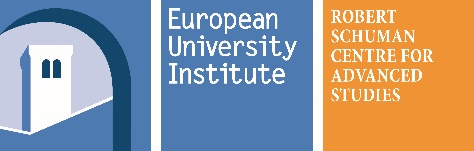 European
University
Institute
ROBERT
SCHUMAN
CENTRE FOR
ADVANCED
STUDIES